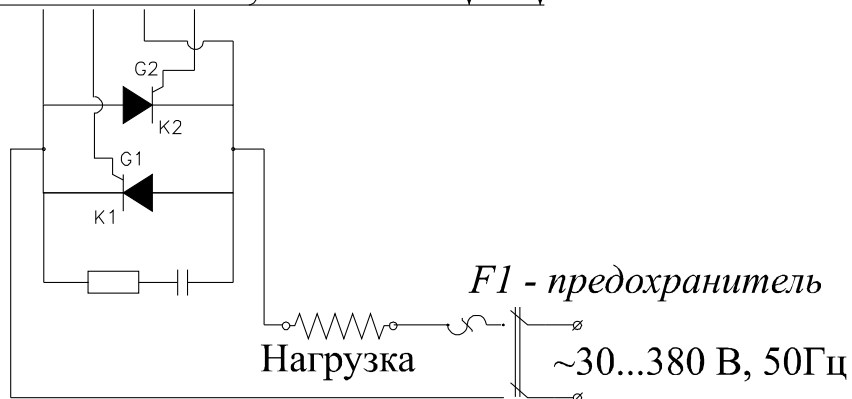 G2
K2
G1
K1
F1 - предохранитель
Нагрузка
~30...380 В, 50Гц